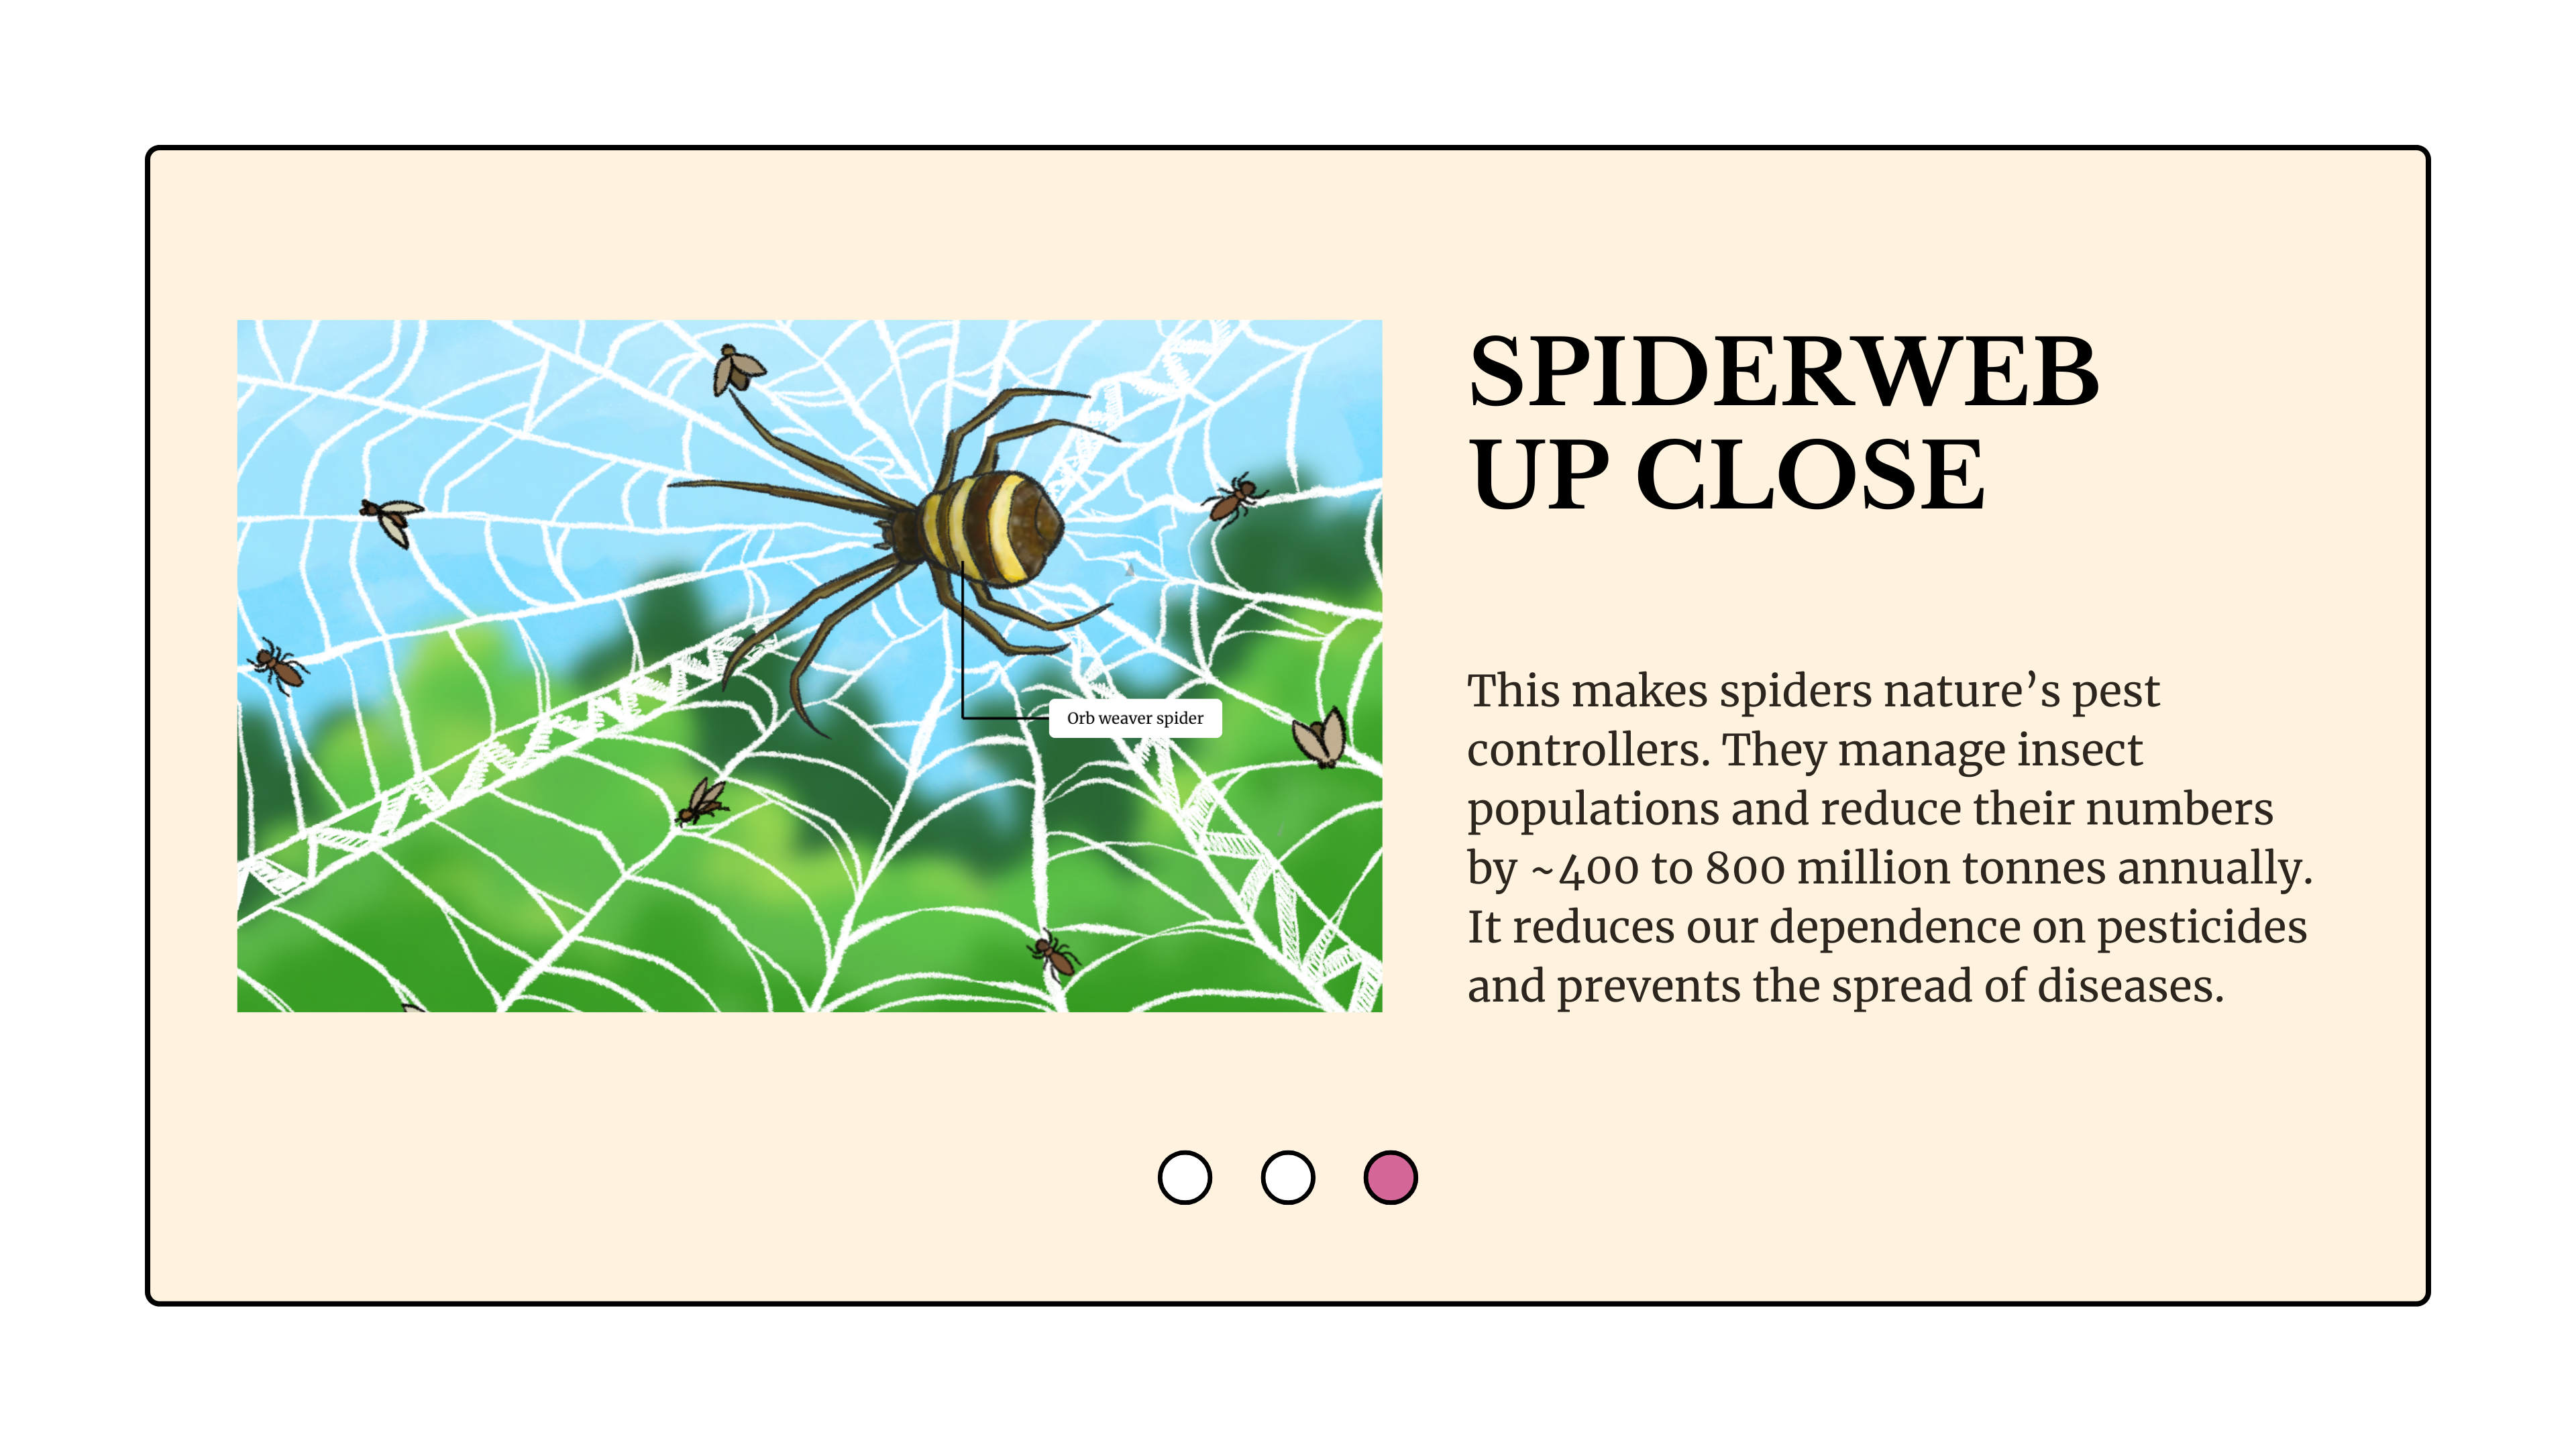 SPIDERWEB
UP CLOSE
This makes spiders nature’s pest
controllers. They manage insect
populations and reduce their numbers
by ~400 to 800 million tonnes annually.
It reduces our dependence on pesticides
and prevents the spread of diseases.
Orb weaver spider